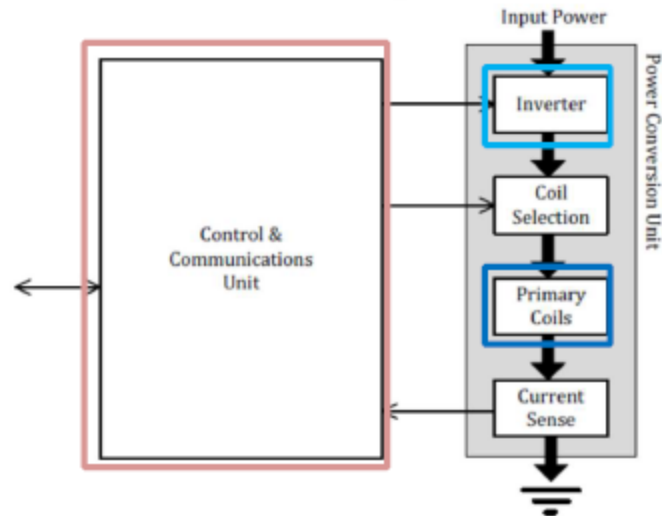 Input Power
Inverter
Coil
Selection
Control &
Communications
Unit
Primary
Coils
Current
Sense
Power Conversion Unit